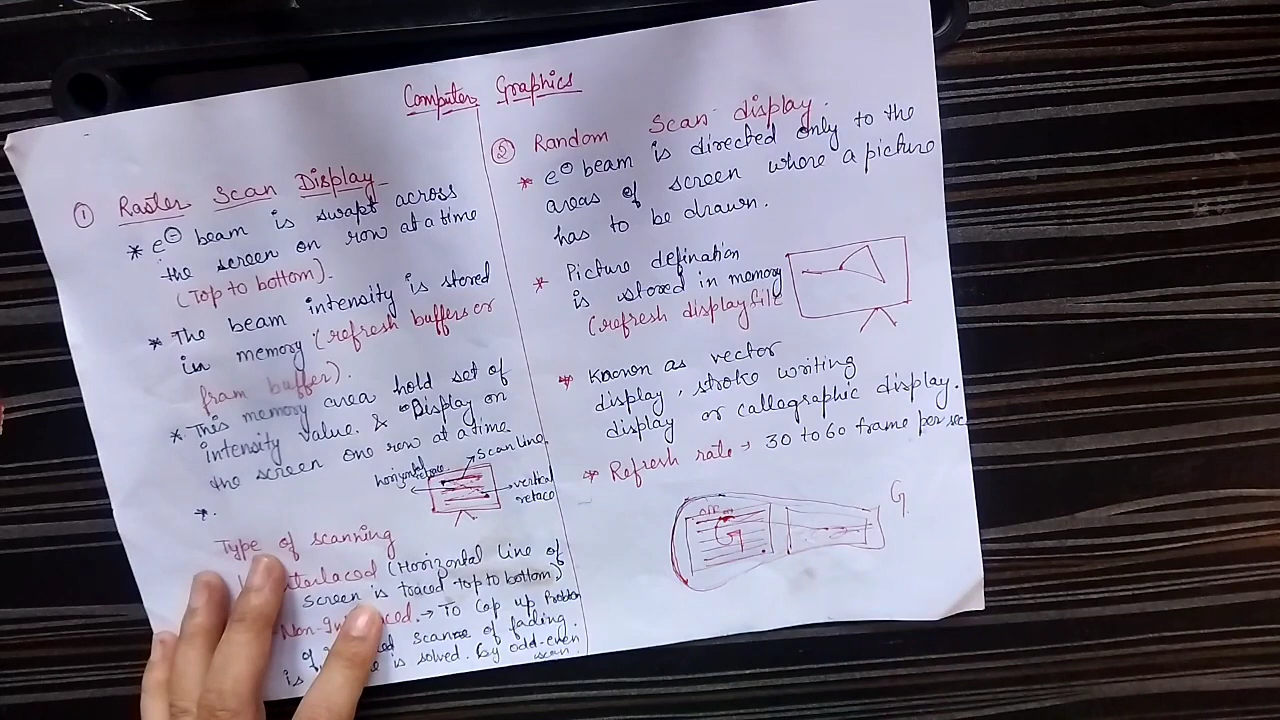 Computer Graphics
① Raster Scan Display
* e⊖ beam is swapt across
the screen on row at a time
(Top to bottom).
* The beam intensity is stored
in memory (refresh buffers or
fram buffer).
* This memory area hold set of
intensity value. & Display on
the screen one row at a time
horizontal retrace.
scanline.
vertical
retace
*.
Type of scanning
(Horizontal line of
screen is traced top to bottom)
→ To Cop up Problem
of fading.
is solved. by odd-even
scan.
② Random Scan display.
* e⊖ beam is directed only to the
areas of screen where a picture
has to be drawn.
* Picture defination
is stored in memory
(refresh display file
* Known as vector
display, stroke writing
display or callegraphic display.
* Refresh rate → 30 to 60 frame per sec
G
G